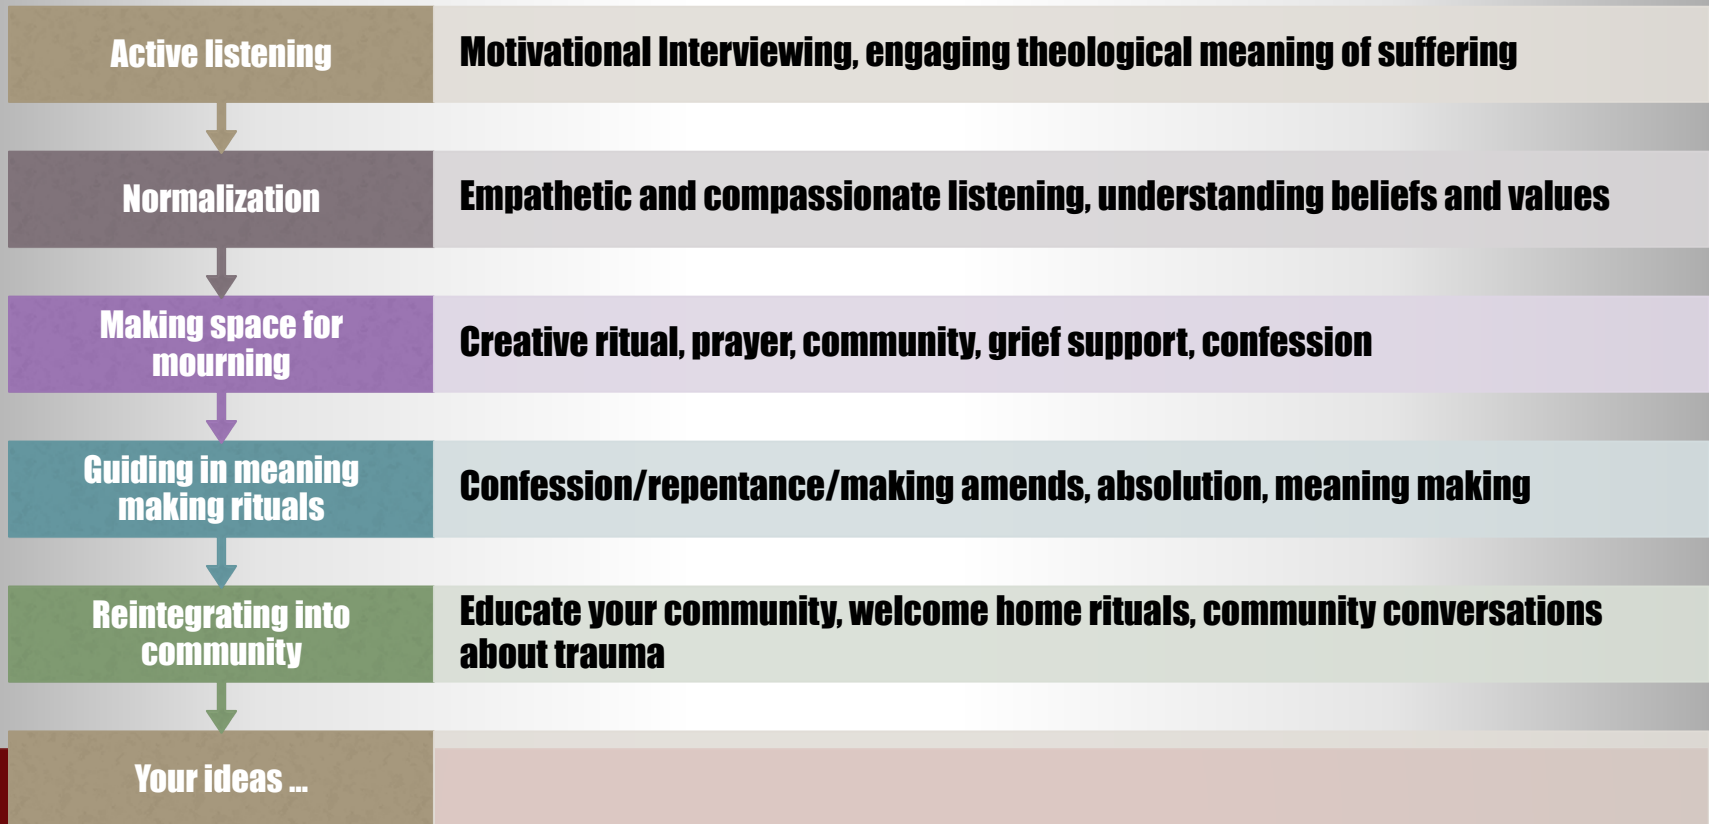 Active listening
Motivational Interviewing, engaging theological meaning of suffering
Normalization
Empathetic and compassionate listening, understanding beliefs and values
Making space for
mourning
Creative ritual, prayer, community, grief support, confession
Guiding in meaning
making rituals
Confession/repentance/making amends, absolution, meaning making
Reintegrating into
community
Educate your community, welcome home rituals, community conversations
about trauma
Your ideas ...